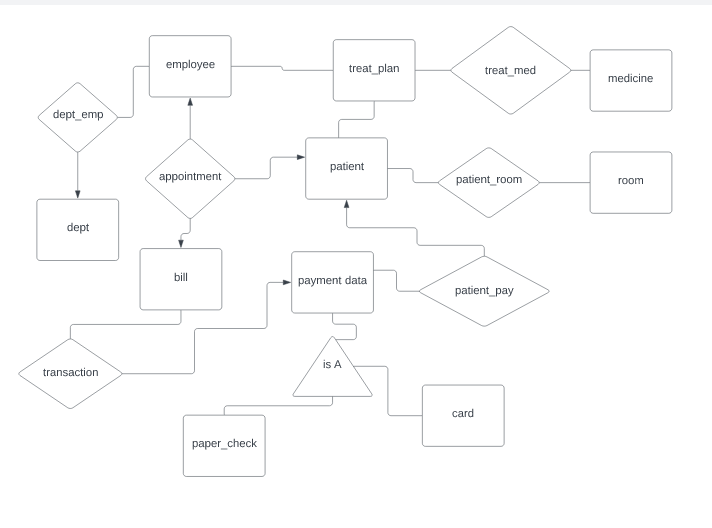 employee
treat_plan
treat_med
medicine
dept_emp
appointment
patient
patient_room
room
dept
bill
payment data
patient_pay
transaction
is A
paper_check
card